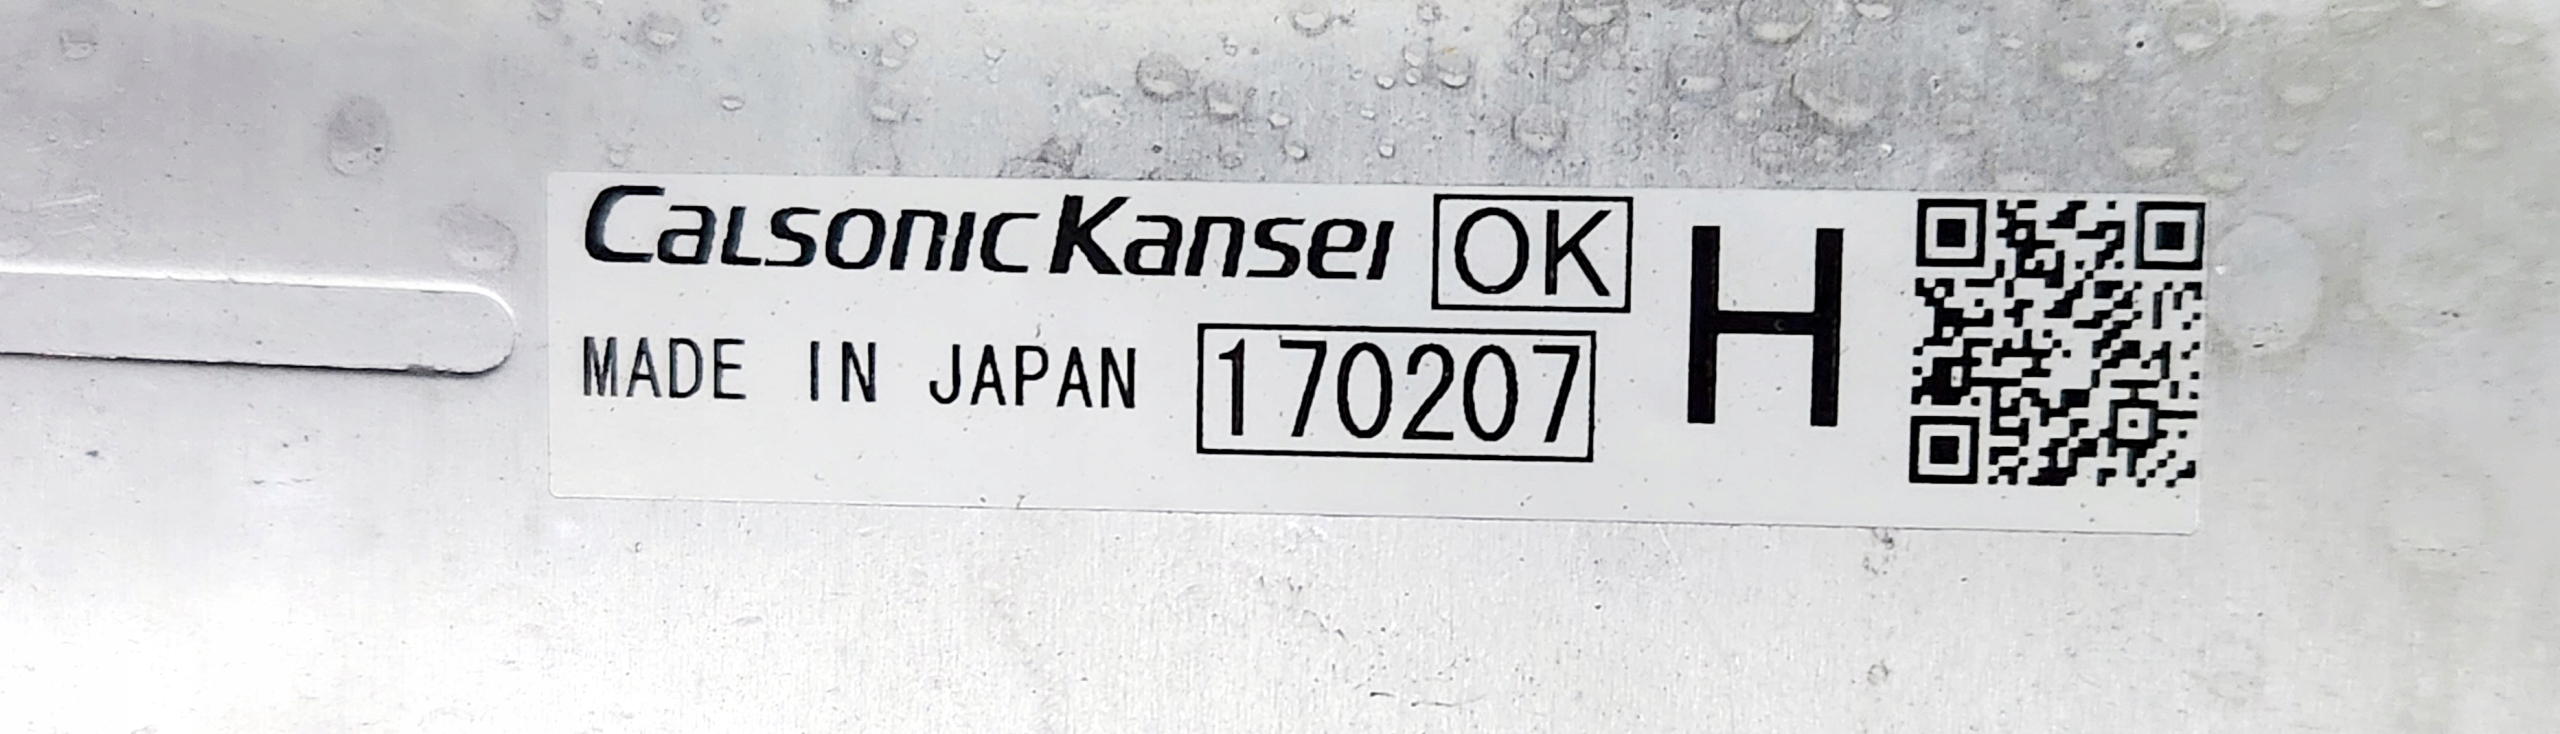 CalsonicKansei OK H
MADE IN JAPAN 170207